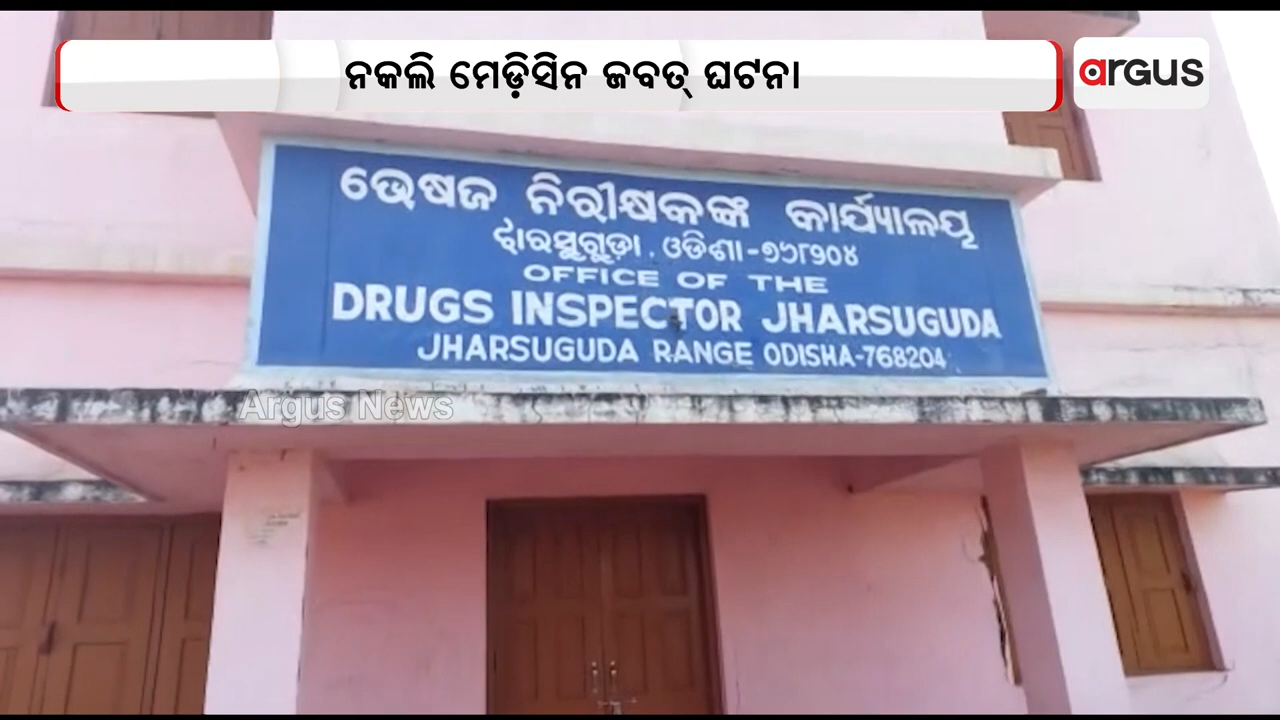 ନକଲି ମେଡ଼ିସିନ ଜବତ୍ ଘଟନା
argus
ଭେଷଜ ନିରୀକ୍ଷକଙ୍କ କାର୍ଯ୍ୟାଳୟ
ଝାରସୁଗୁଡ଼ା . ଓଡିଶା-୭୬୮୨୦୪
OFFICE OF THE
DRUGS INSPECTOR JHARSUGUDA
JHARSUGUDA RANGE ODISHA-768204
Argus News